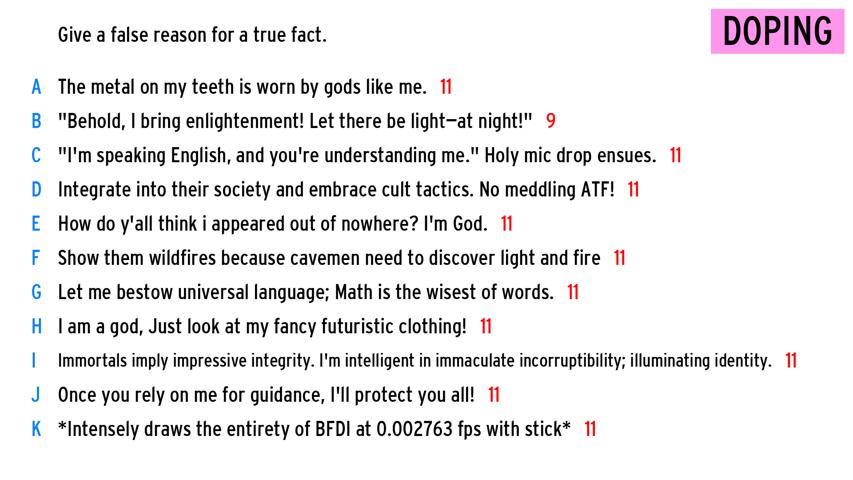 Give a false reason for a true fact.
DOPING
A The metal on my teeth is worn by gods like me. 11
B "Behold, I bring enlightenment! Let there be light—at night!" 9
C "I'm speaking English, and you're understanding me." Holy mic drop ensues. 11
D Integrate into their society and embrace cult tactics. No meddling ATF! 11
E How do y'all think i appeared out of nowhere? I'm God. 11
F Show them wildfires because cavemen need to discover light and fire 11
G Let me bestow universal language; Math is the wisest of words. 11
H I am a god, Just look at my fancy futuristic clothing! 11
I Immortals imply impressive integrity. I'm intelligent in immaculate incorruptibility; illuminating identity. 11
J Once you rely on me for guidance, I'll protect you all! 11
K *Intensely draws the entirety of BFDI at 0.002763 fps with stick* 11